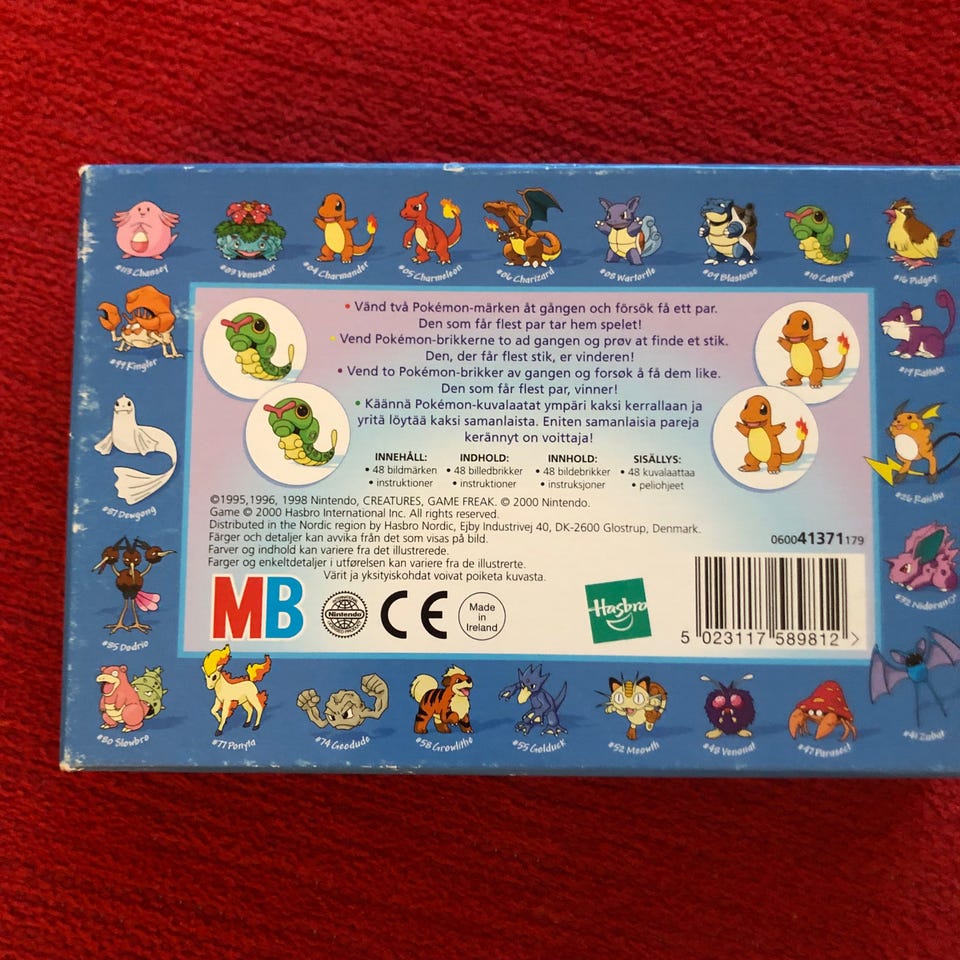 #113 Chansey
#03 Venusaur
#04 Charmander
#05 Charmeleon
#06 Charizard
#08 Wartortle
#09 Blastoise
#10 Caterpie
#16 Pidgey
#99 Kingler
#19 Rattata
#87 Dewgong
#26 Raichu
#85 Dodrio
#32 Nidoran♂
• Vänd två Pokémon-märken åt gången och försök få ett par.
Den som får flest par tar hem spelet!
• Vend Pokémon-brikkerne to ad gangen og prøv at finde et stik.
Den, der får flest stik, er vinderen!
• Vend to Pokémon-brikker av gangen og forsøk å få dem like.
Den som får flest par, vinner!
• Käännä Pokémon-kuvalaatat ympäri kaksi kerrallaan ja
yritä löytää kaksi samanlaista. Eniten samanlaisia pareja
kerännyt on voittaja!
INNEHÅLL:
• 48 bildmärken
• instruktioner
INDHOLD:
• 48 billedbrikker
• instruktioner
INNHOLD:
• 48 bildebrikker
• instruksjoner
SISÄLLYS:
• 48 kuvalaattaa
• peliohjeet
©1995,1996, 1998 Nintendo, CREATURES, GAME FREAK. © 2000 Nintendo.
Game © 2000 Hasbro International Inc. All rights reserved.
Distributed in the Nordic region by Hasbro Nordic, Ejby Industrivej 40, DK-2600 Glostrup, Denmark.
Färger och detaljer kan avvika från det som visas på bild.
Farver og indhold kan variere fra det illustrerede.
Farger og enkeltdetaljer i utførelsen kan variere fra de illustrerte.
Värit ja yksityiskohdat voivat poiketa kuvasta.
060041371179
MB
Nintendo
CE
Made
in
Ireland
Hasbro
5 023117 589812 >
#80 Slowbro
#77 Ponyta
#74 Geodude
#58 Growlithe
#55 Golduck
#52 Meowth
#48 Venonat
#47 Parasect
#41 Zubat